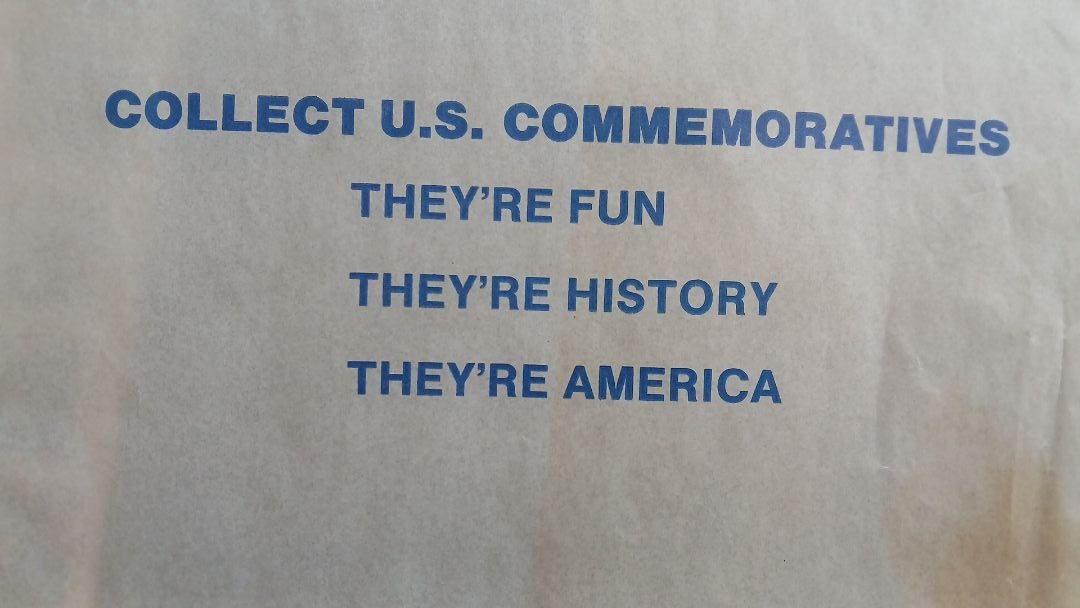 COLLECT U.S. COMMEMORATIVES
THEY'RE FUN
THEY'RE HISTORY
THEY'RE AMERICA